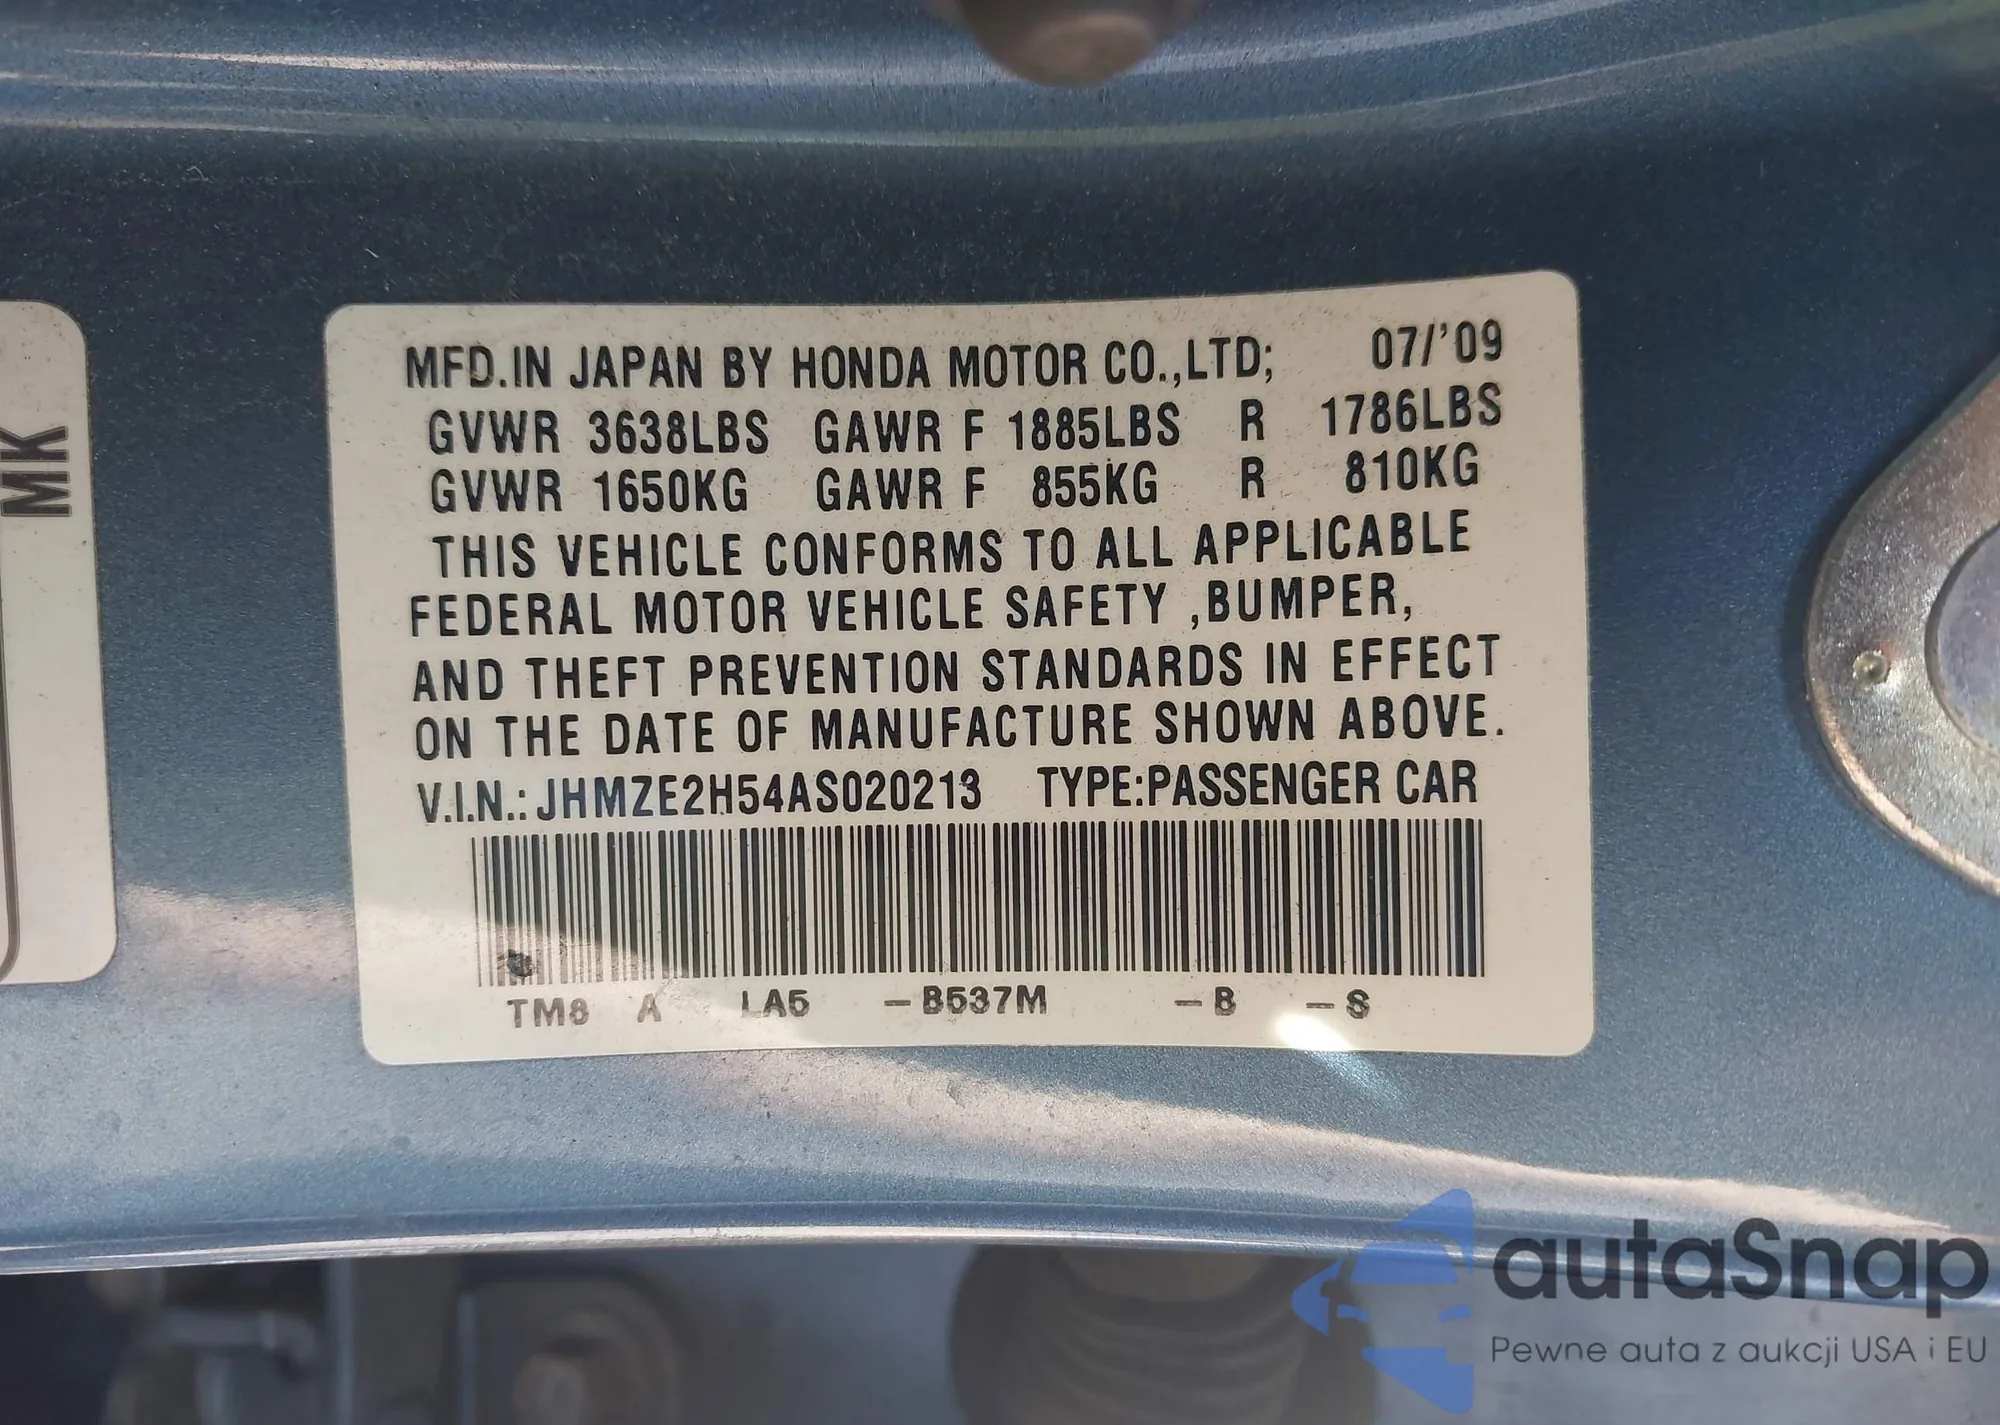 MK
MFD.IN JAPAN BY HONDA MOTOR CO.,LTD; 07/'09
GVWR 3638LBS GAWR F 1885LBS R 1786LBS
GVWR 1650KG GAWR F 855KG R 810KG
THIS VEHICLE CONFORMS TO ALL APPLICABLE
FEDERAL MOTOR VEHICLE SAFETY ,BUMPER,
AND THEFT PREVENTION STANDARDS IN EFFECT
ON THE DATE OF MANUFACTURE SHOWN ABOVE.
V.I.N.: JHMZE2H54AS020213 TYPE:PASSENGER CAR
TM8 A LA5 -B537M -B -S
autaSnap
Pewne auta z aukcji USA i EU